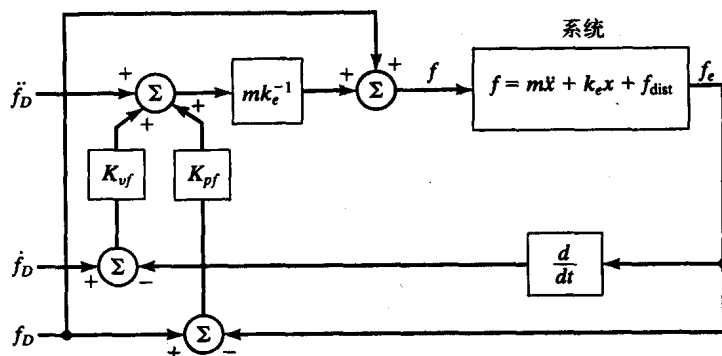 系统
f̈_D
+
Σ
+
+
mk_e^{-1}
+
Σ
+
f
f = mẍ + k_e x + f_dist
f_e
K_vf
K_pf
ḟ_D
+
Σ
−
d/dt
f_D
+
Σ
−